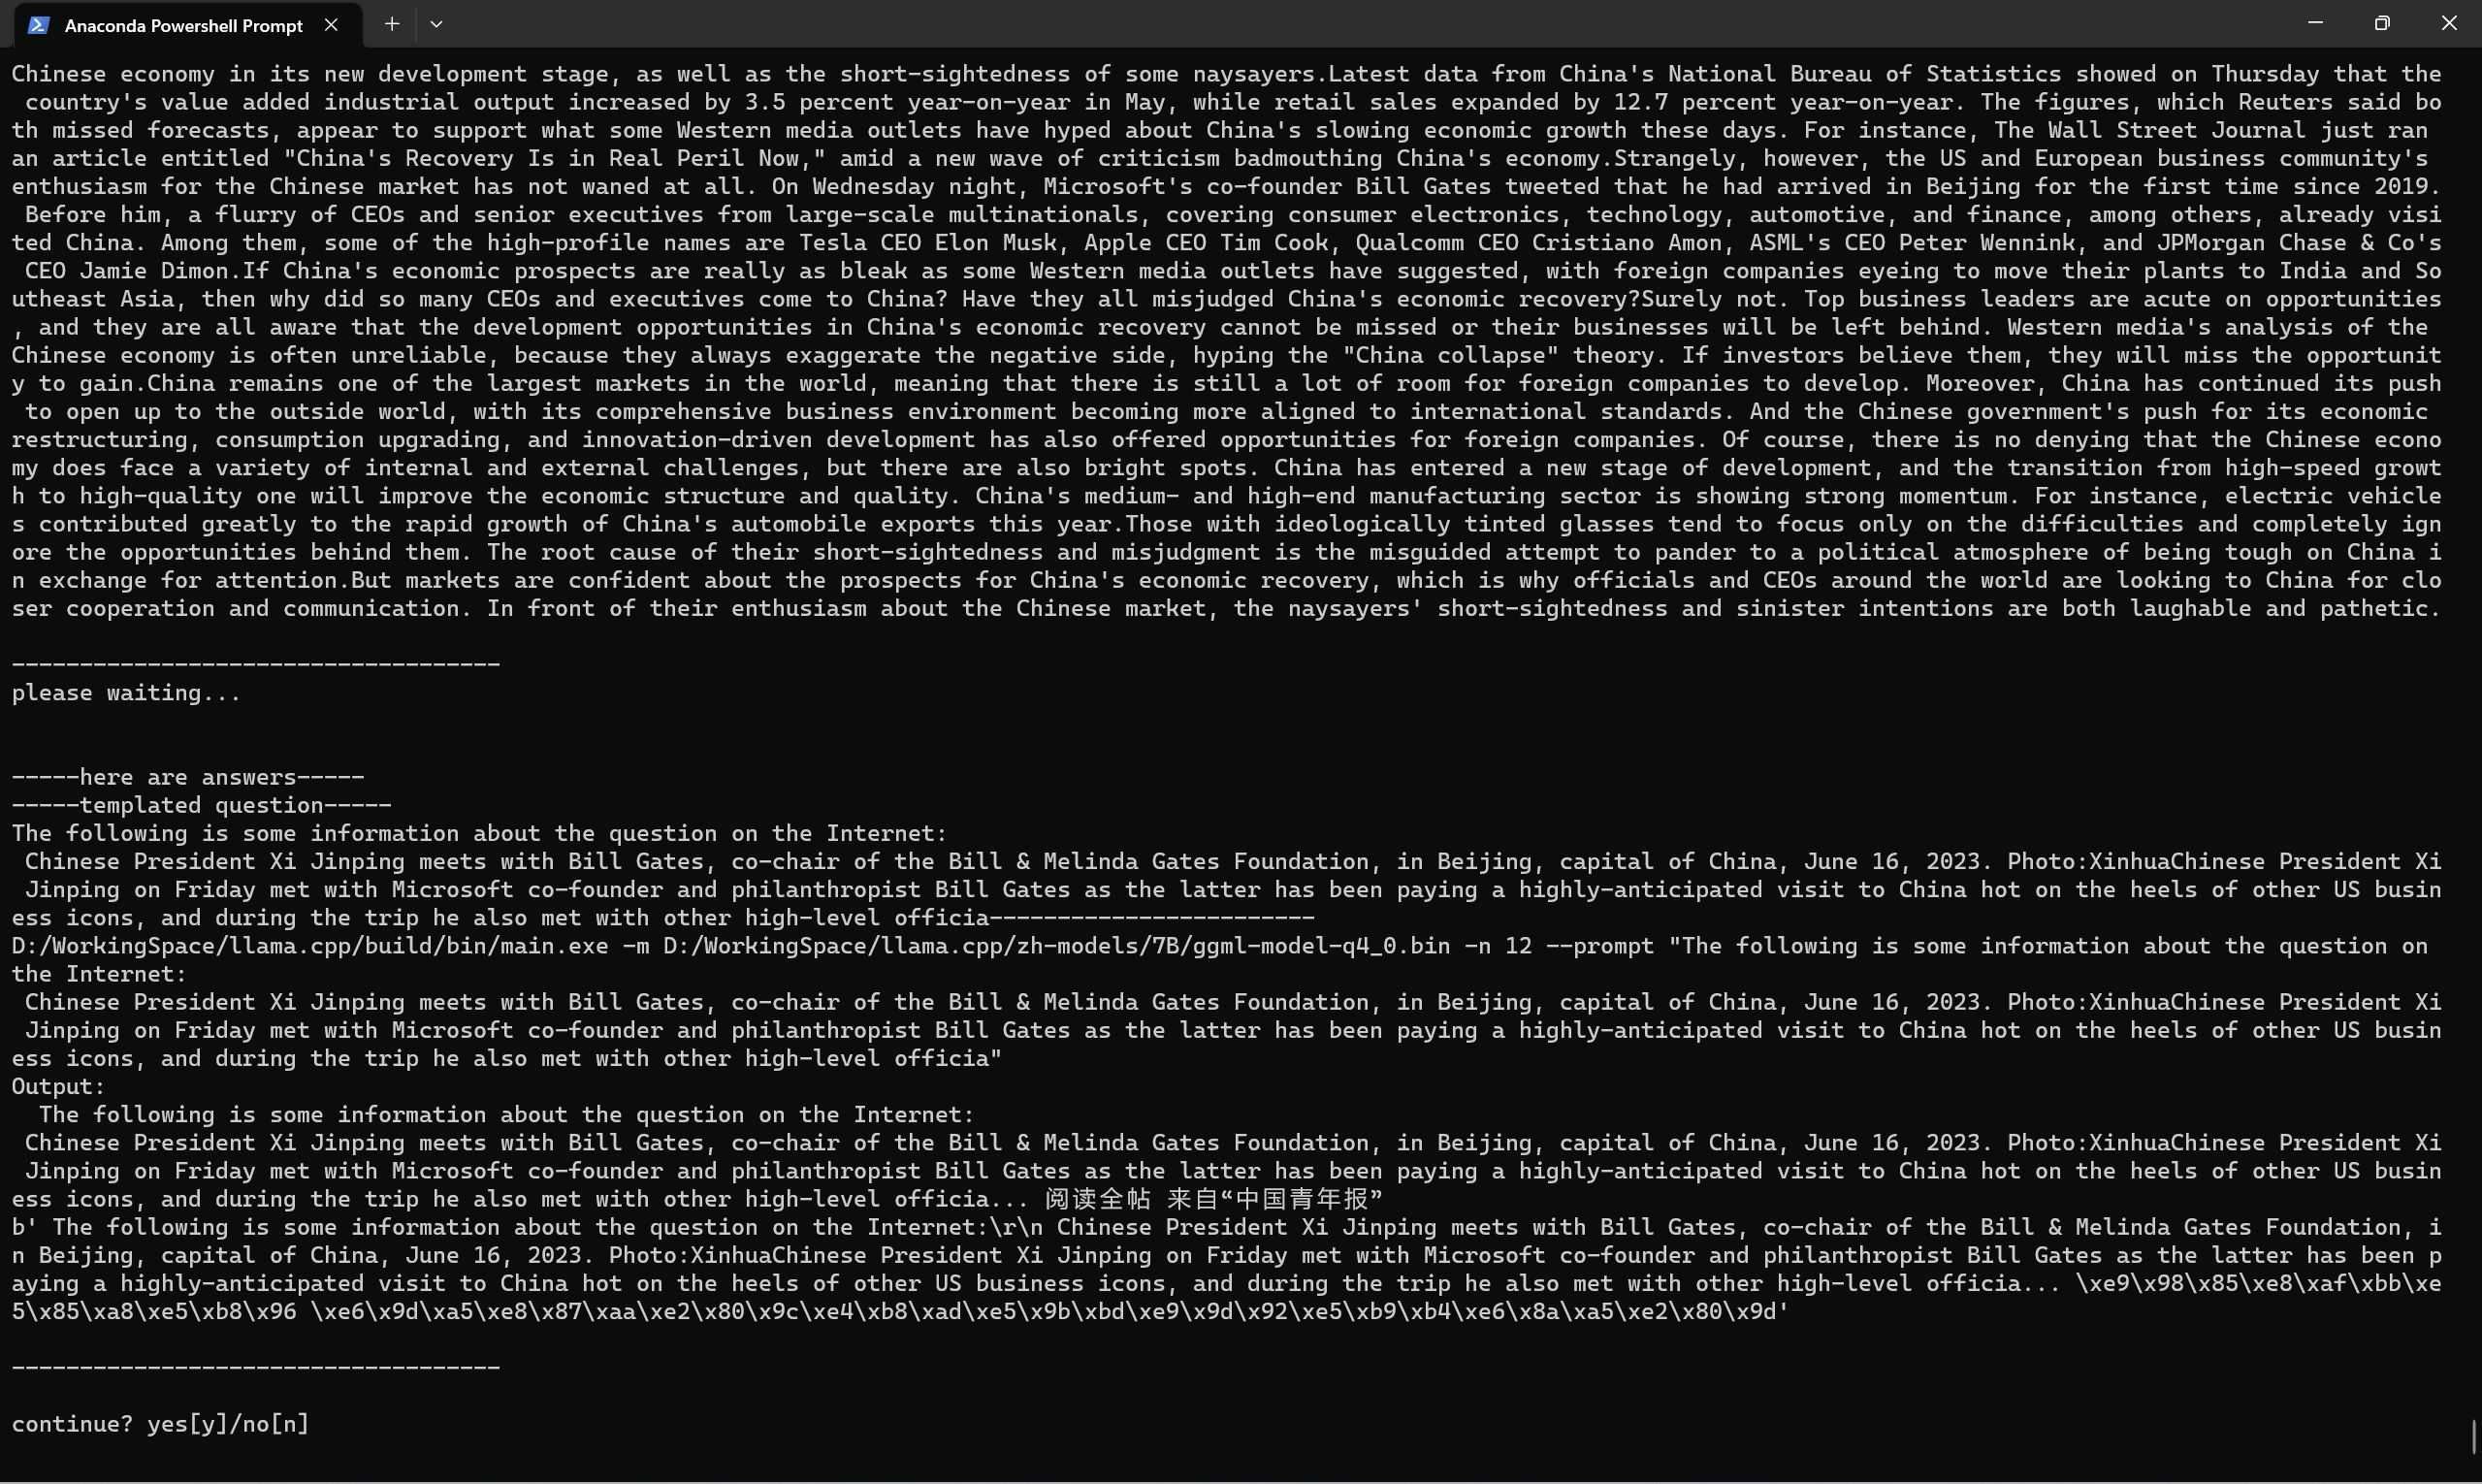 Anaconda Powershell Prompt
Chinese economy in its new development stage, as well as the short-sightedness of some naysayers.Latest data from China's National Bureau of Statistics showed on Thursday that the
 country's value added industrial output increased by 3.5 percent year-on-year in May, while retail sales expanded by 12.7 percent year-on-year. The figures, which Reuters said bo
th missed forecasts, appear to support what some Western media outlets have hyped about China's slowing economic growth these days. For instance, The Wall Street Journal just ran
an article entitled "China's Recovery Is in Real Peril Now," amid a new wave of criticism badmouthing China's economy.Strangely, however, the US and European business community's
enthusiasm for the Chinese market has not waned at all. On Wednesday night, Microsoft's co-founder Bill Gates tweeted that he had arrived in Beijing for the first time since 2019.
 Before him, a flurry of CEOs and senior executives from large-scale multinationals, covering consumer electronics, technology, automotive, and finance, among others, already visi
ted China. Among them, some of the high-profile names are Tesla CEO Elon Musk, Apple CEO Tim Cook, Qualcomm CEO Cristiano Amon, ASML's CEO Peter Wennink, and JPMorgan Chase & Co's
 CEO Jamie Dimon.If China's economic prospects are really as bleak as some Western media outlets have suggested, with foreign companies eyeing to move their plants to India and So
utheast Asia, then why did so many CEOs and executives come to China? Have they all misjudged China's economic recovery?Surely not. Top business leaders are acute on opportunities
, and they are all aware that the development opportunities in China's economic recovery cannot be missed or their businesses will be left behind. Western media's analysis of the
Chinese economy is often unreliable, because they always exaggerate the negative side, hyping the "China collapse" theory. If investors believe them, they will miss the opportunit
y to gain.China remains one of the largest markets in the world, meaning that there is still a lot of room for foreign companies to develop. Moreover, China has continued its push
 to open up to the outside world, with its comprehensive business environment becoming more aligned to international standards. And the Chinese government's push for its economic
restructuring, consumption upgrading, and innovation-driven development has also offered opportunities for foreign companies. Of course, there is no denying that the Chinese econo
my does face a variety of internal and external challenges, but there are also bright spots. China has entered a new stage of development, and the transition from high-speed growt
h to high-quality one will improve the economic structure and quality. China's medium- and high-end manufacturing sector is showing strong momentum. For instance, electric vehicle
s contributed greatly to the rapid growth of China's automobile exports this year.Those with ideologically tinted glasses tend to focus only on the difficulties and completely ign
ore the opportunities behind them. The root cause of their short-sightedness and misjudgment is the misguided attempt to pander to a political atmosphere of being tough on China i
n exchange for attention.But markets are confident about the prospects for China's economic recovery, which is why officials and CEOs around the world are looking to China for clo
ser cooperation and communication. In front of their enthusiasm about the Chinese market, the naysayers' short-sightedness and sinister intentions are both laughable and pathetic.
------------------------------------
please waiting...
-----here are answers-----
-----templated question-----
The following is some information about the question on the Internet:
 Chinese President Xi Jinping meets with Bill Gates, co-chair of the Bill & Melinda Gates Foundation, in Beijing, capital of China, June 16, 2023. Photo:XinhuaChinese President Xi
 Jinping on Friday met with Microsoft co-founder and philanthropist Bill Gates as the latter has been paying a highly-anticipated visit to China hot on the heels of other US busin
ess icons, and during the trip he also met with other high-level officia------------------------
D:/WorkingSpace/llama.cpp/build/bin/main.exe -m D:/WorkingSpace/llama.cpp/zh-models/7B/ggml-model-q4_0.bin -n 12 --prompt "The following is some information about the question on
the Internet:
 Chinese President Xi Jinping meets with Bill Gates, co-chair of the Bill & Melinda Gates Foundation, in Beijing, capital of China, June 16, 2023. Photo:XinhuaChinese President Xi
 Jinping on Friday met with Microsoft co-founder and philanthropist Bill Gates as the latter has been paying a highly-anticipated visit to China hot on the heels of other US busin
ess icons, and during the trip he also met with other high-level officia"
Output:
  The following is some information about the question on the Internet:
 Chinese President Xi Jinping meets with Bill Gates, co-chair of the Bill & Melinda Gates Foundation, in Beijing, capital of China, June 16, 2023. Photo:XinhuaChinese President Xi
 Jinping on Friday met with Microsoft co-founder and philanthropist Bill Gates as the latter has been paying a highly-anticipated visit to China hot on the heels of other US busin
ess icons, and during the trip he also met with other high-level officia... 阅读全帖 来自“中国青年报”
b' The following is some information about the question on the Internet:\r\n Chinese President Xi Jinping meets with Bill Gates, co-chair of the Bill & Melinda Gates Foundation, i
n Beijing, capital of China, June 16, 2023. Photo:XinhuaChinese President Xi Jinping on Friday met with Microsoft co-founder and philanthropist Bill Gates as the latter has been p
aying a highly-anticipated visit to China hot on the heels of other US business icons, and during the trip he also met with other high-level officia... \xe9\x98\x85\xe8\xaf\xbb\xe
5\x85\xa8\xe5\xb8\x96 \xe6\x9d\xa5\xe8\x87\xaa\xe2\x80\x9c\xe4\xb8\xad\xe5\x9b\xbd\xe9\x9d\x92\xe5\xb9\xb4\xe6\x8a\xa5\xe2\x80\x9d'
------------------------------------
continue? yes[y]/no[n]